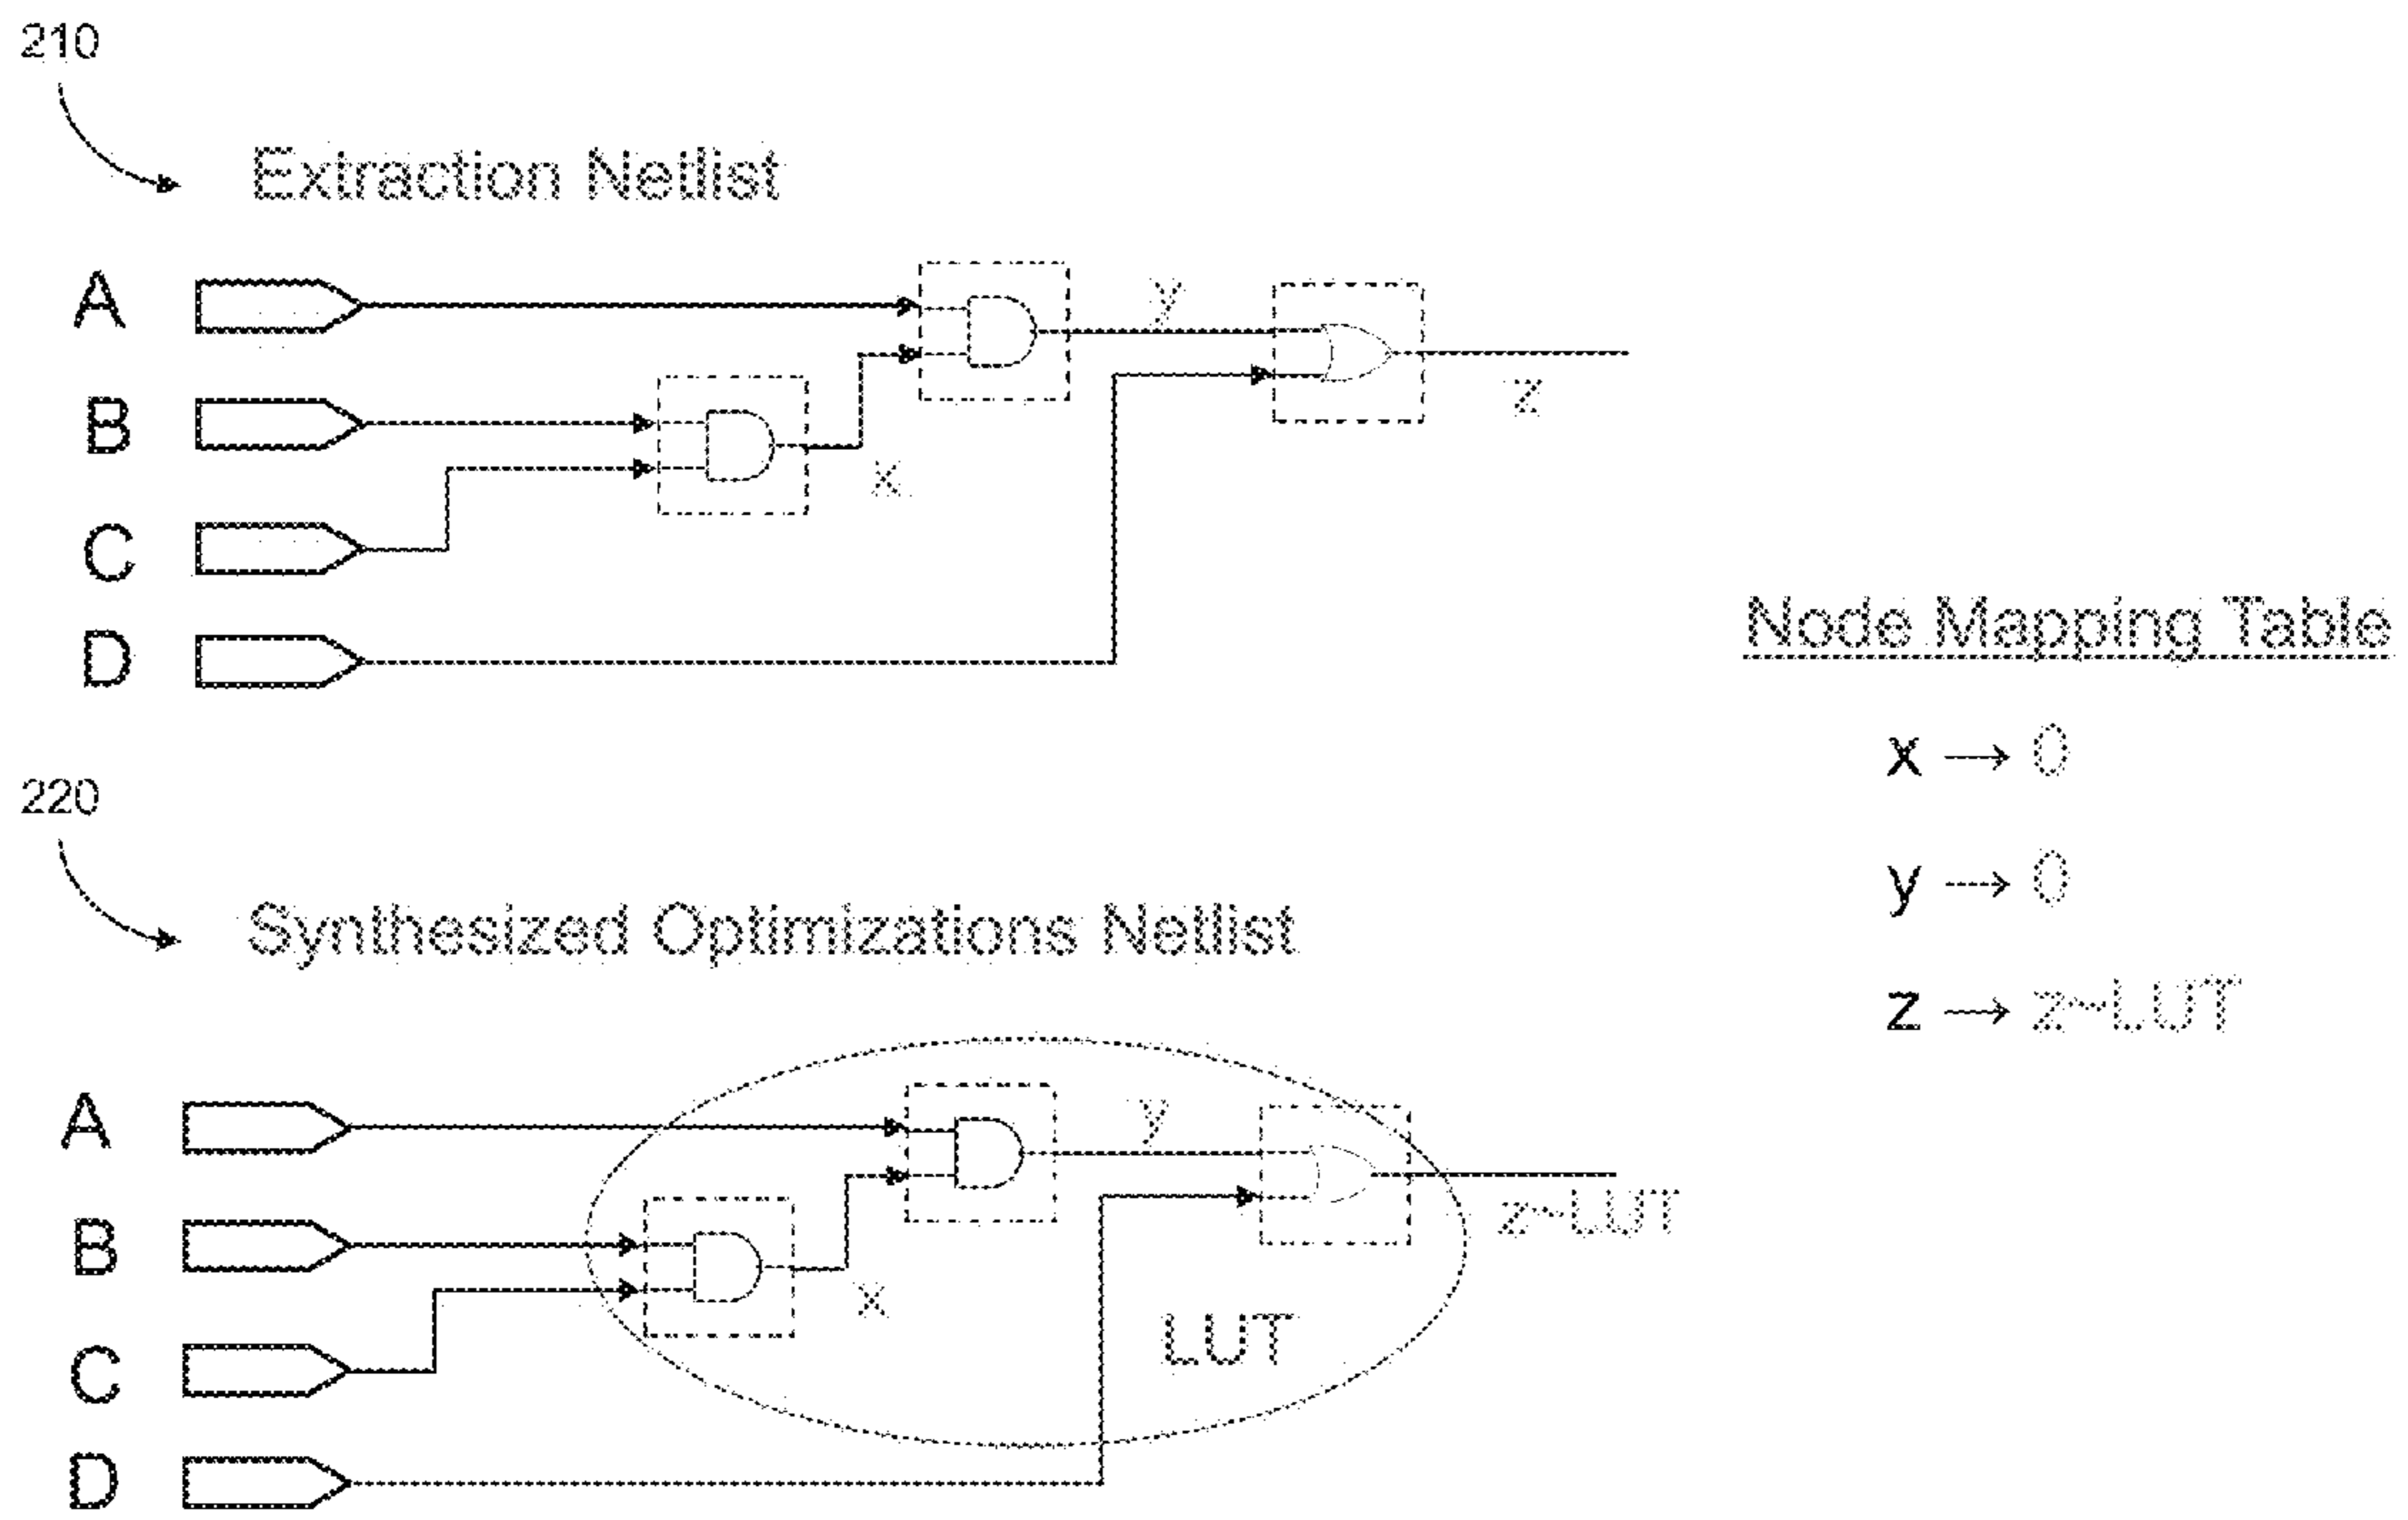 210
Extraction Netlist
A
y
B
z
x
C
D
Node Mapping Table
x → 0
y → 0
z → z~LUT
220
Synthesized Optimizations Netlist
A
y
B
z~LUT
x
LUT
C
D